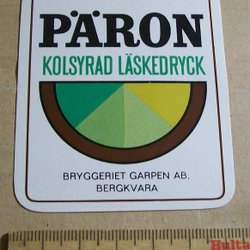 PÄRON
KOLSYRAD LÄSKEDRYCK
BRYGGERIET GARPEN AB,
BERGKVARA